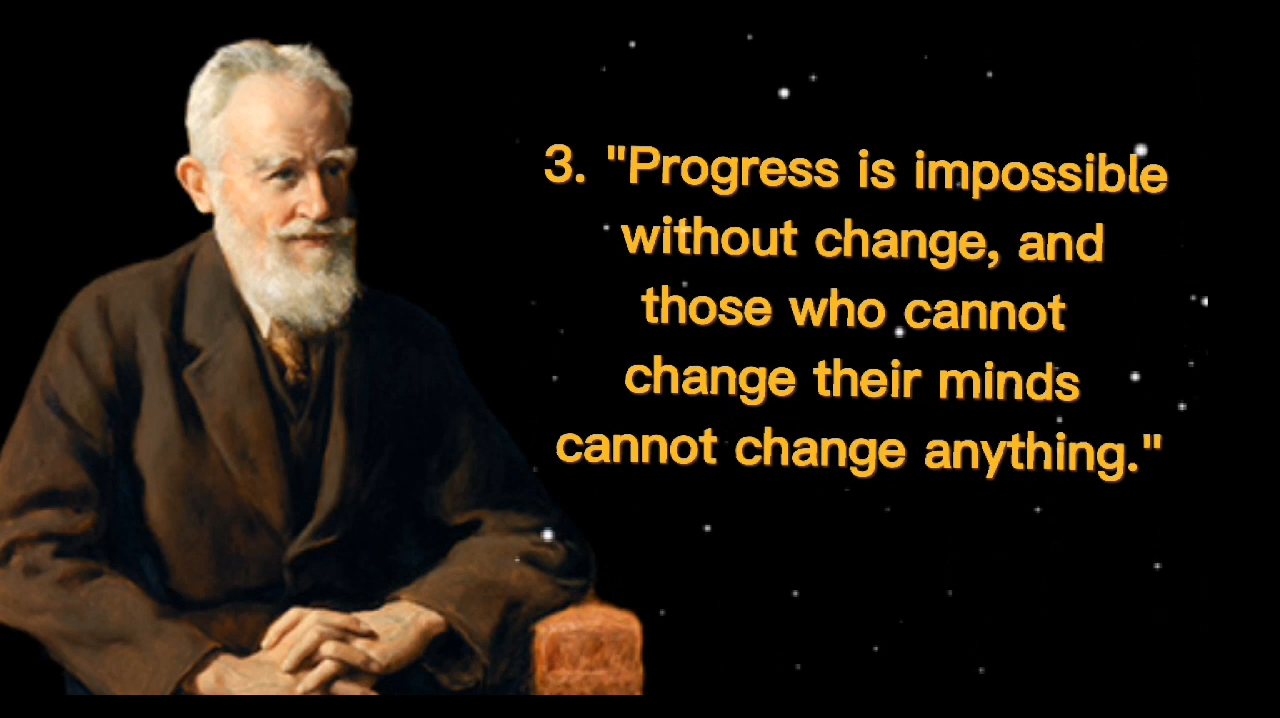 3. "Progress is impossible
without change, and
those who cannot
change their minds
cannot change anything."